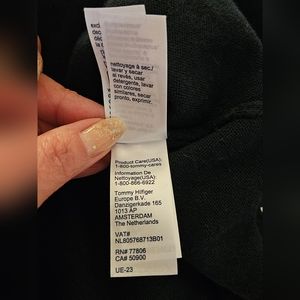 nettoyage à sec./
lavar y secar
al revés, usar
detergente, lavar
con colores
similares, secar
pronto, exprimir.
Product Care(USA):
1-800-tommy-cares
Information De
Nettoyage(USA):
1-800-866-6922
Tommy Hilfiger
Europe B.V.
Danzigerkade 165
1013 AP
AMSTERDAM
The Netherlands
VAT#
NL805768713B01
RN# 77806
CA# 50900
UE-23